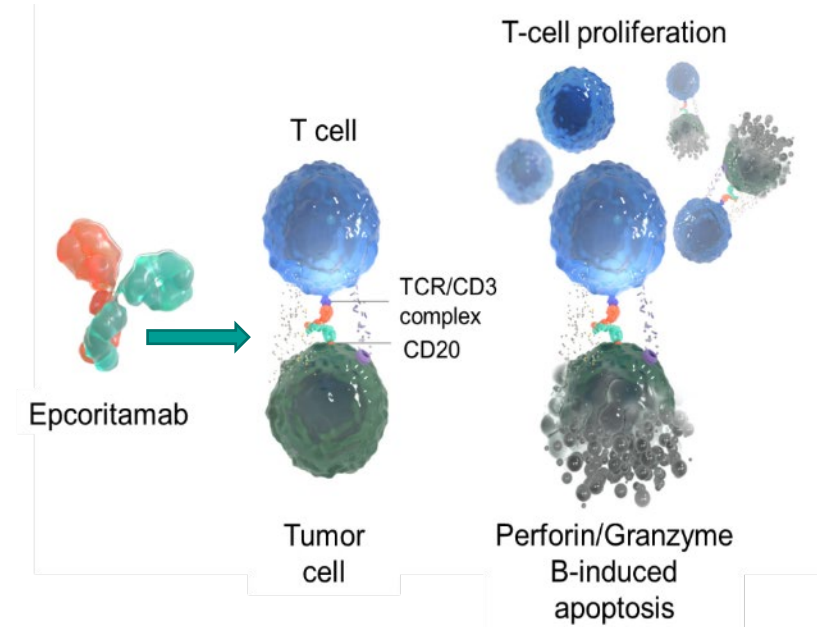 T-cell proliferation
T cell
TCR/CD3
complex
CD20
Epcoritamab
Tumor
cell
Perforin/Granzyme
B-induced
apoptosis